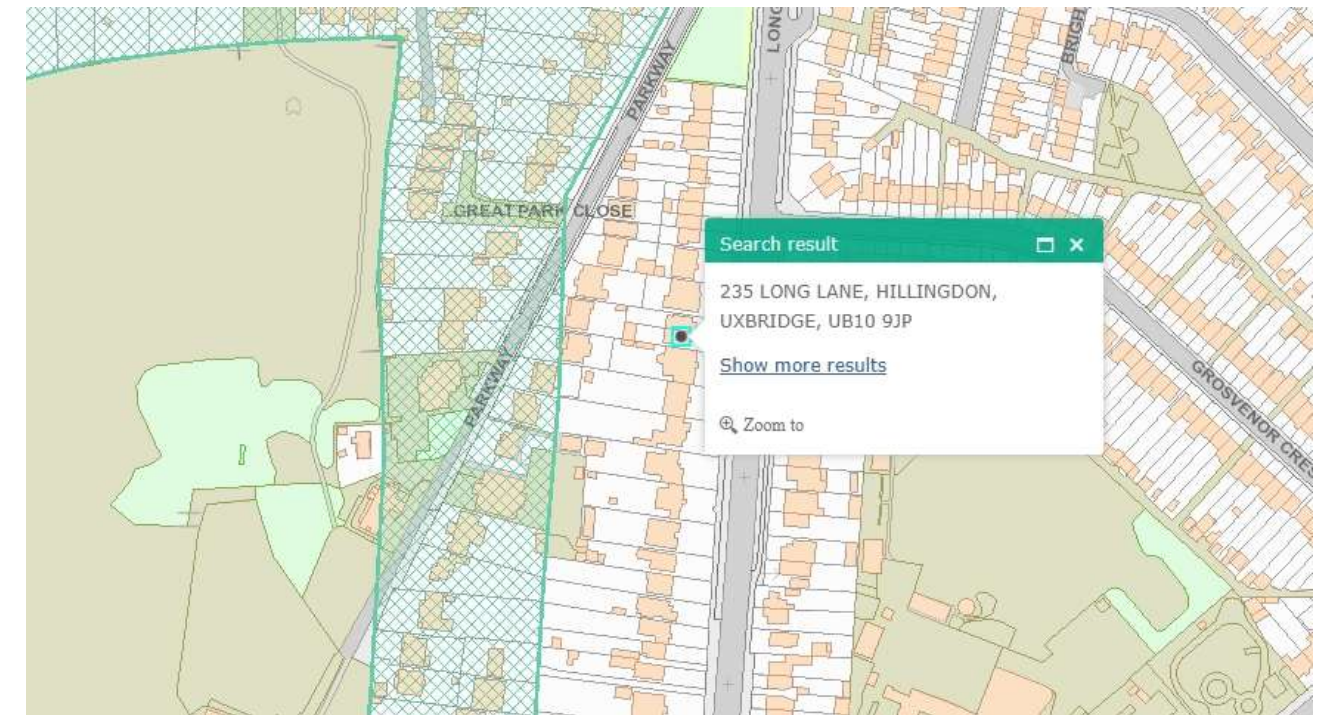 LONG
BRIGH
PARKWAY
GREAT PARK CLOSE
Search result
235 LONG LANE, HILLINGDON,
UXBRIDGE, UB10 9JP
Show more results
Zoom to
PARKWAY
GROSVENOR CRES